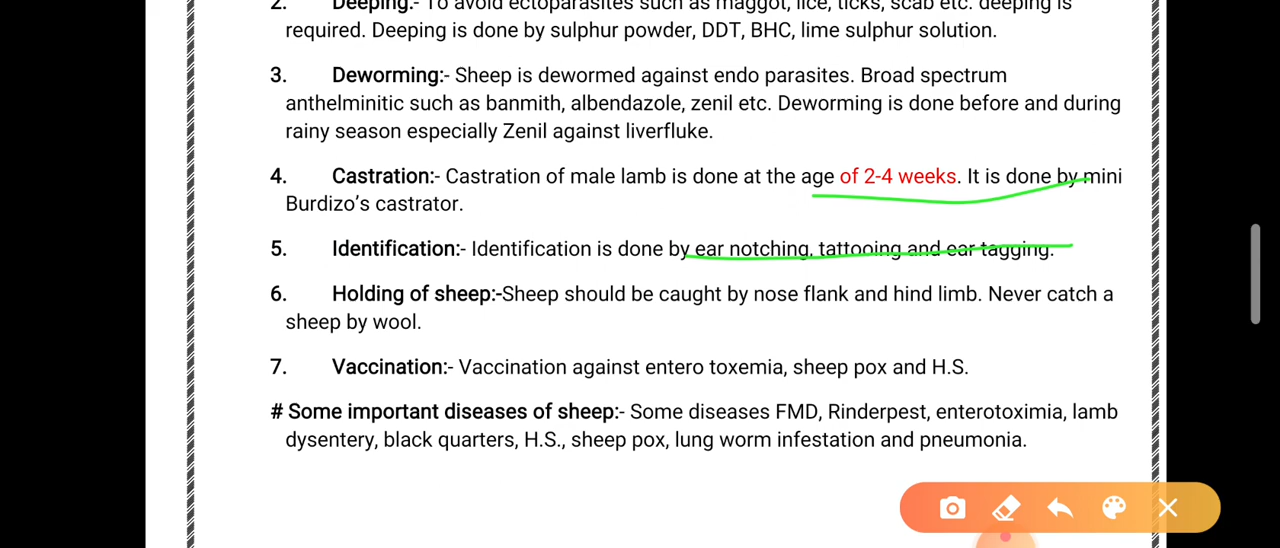 2. Deeping:- To avoid ectoparasites such as maggot, lice, ticks, scab etc. deeping is
required. Deeping is done by sulphur powder, DDT, BHC, lime sulphur solution.
3. Deworming:- Sheep is dewormed against endo parasites. Broad spectrum
anthelminitic such as banmith, albendazole, zenil etc. Deworming is done before and during
rainy season especially Zenil against liverfluke.
4. Castration:- Castration of male lamb is done at the age of 2-4 weeks. It is done by mini
Burdizo's castrator.
5. Identification:- Identification is done by ear notching, tattooing and ear tagging.
6. Holding of sheep:-Sheep should be caught by nose flank and hind limb. Never catch a
sheep by wool.
7. Vaccination:- Vaccination against entero toxemia, sheep pox and H.S.
# Some important diseases of sheep:- Some diseases FMD, Rinderpest, enterotoximia, lamb
dysentery, black quarters, H.S., sheep pox, lung worm infestation and pneumonia.